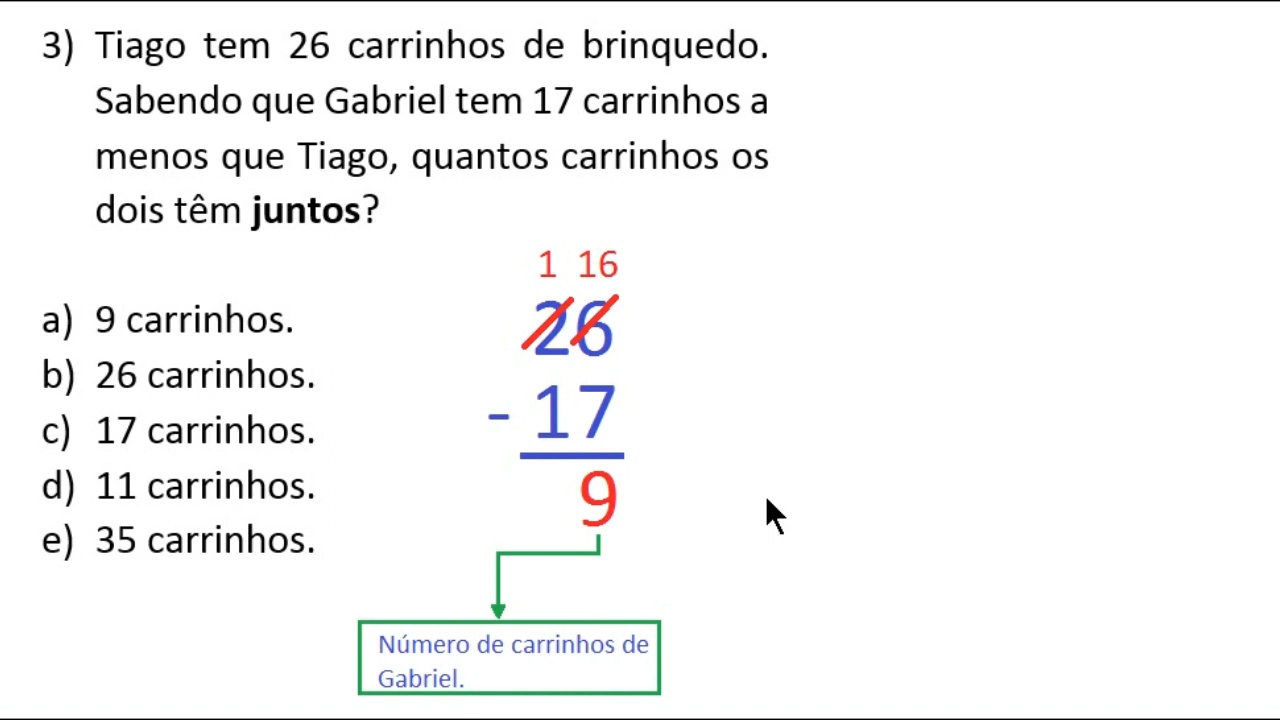 3) Tiago tem 26 carrinhos de brinquedo.
Sabendo que Gabriel tem 17 carrinhos a
menos que Tiago, quantos carrinhos os
dois têm juntos?
a) 9 carrinhos.
b) 26 carrinhos.
c) 17 carrinhos.
d) 11 carrinhos.
e) 35 carrinhos.
1 16
26
- 17
9
Número de carrinhos de
Gabriel.